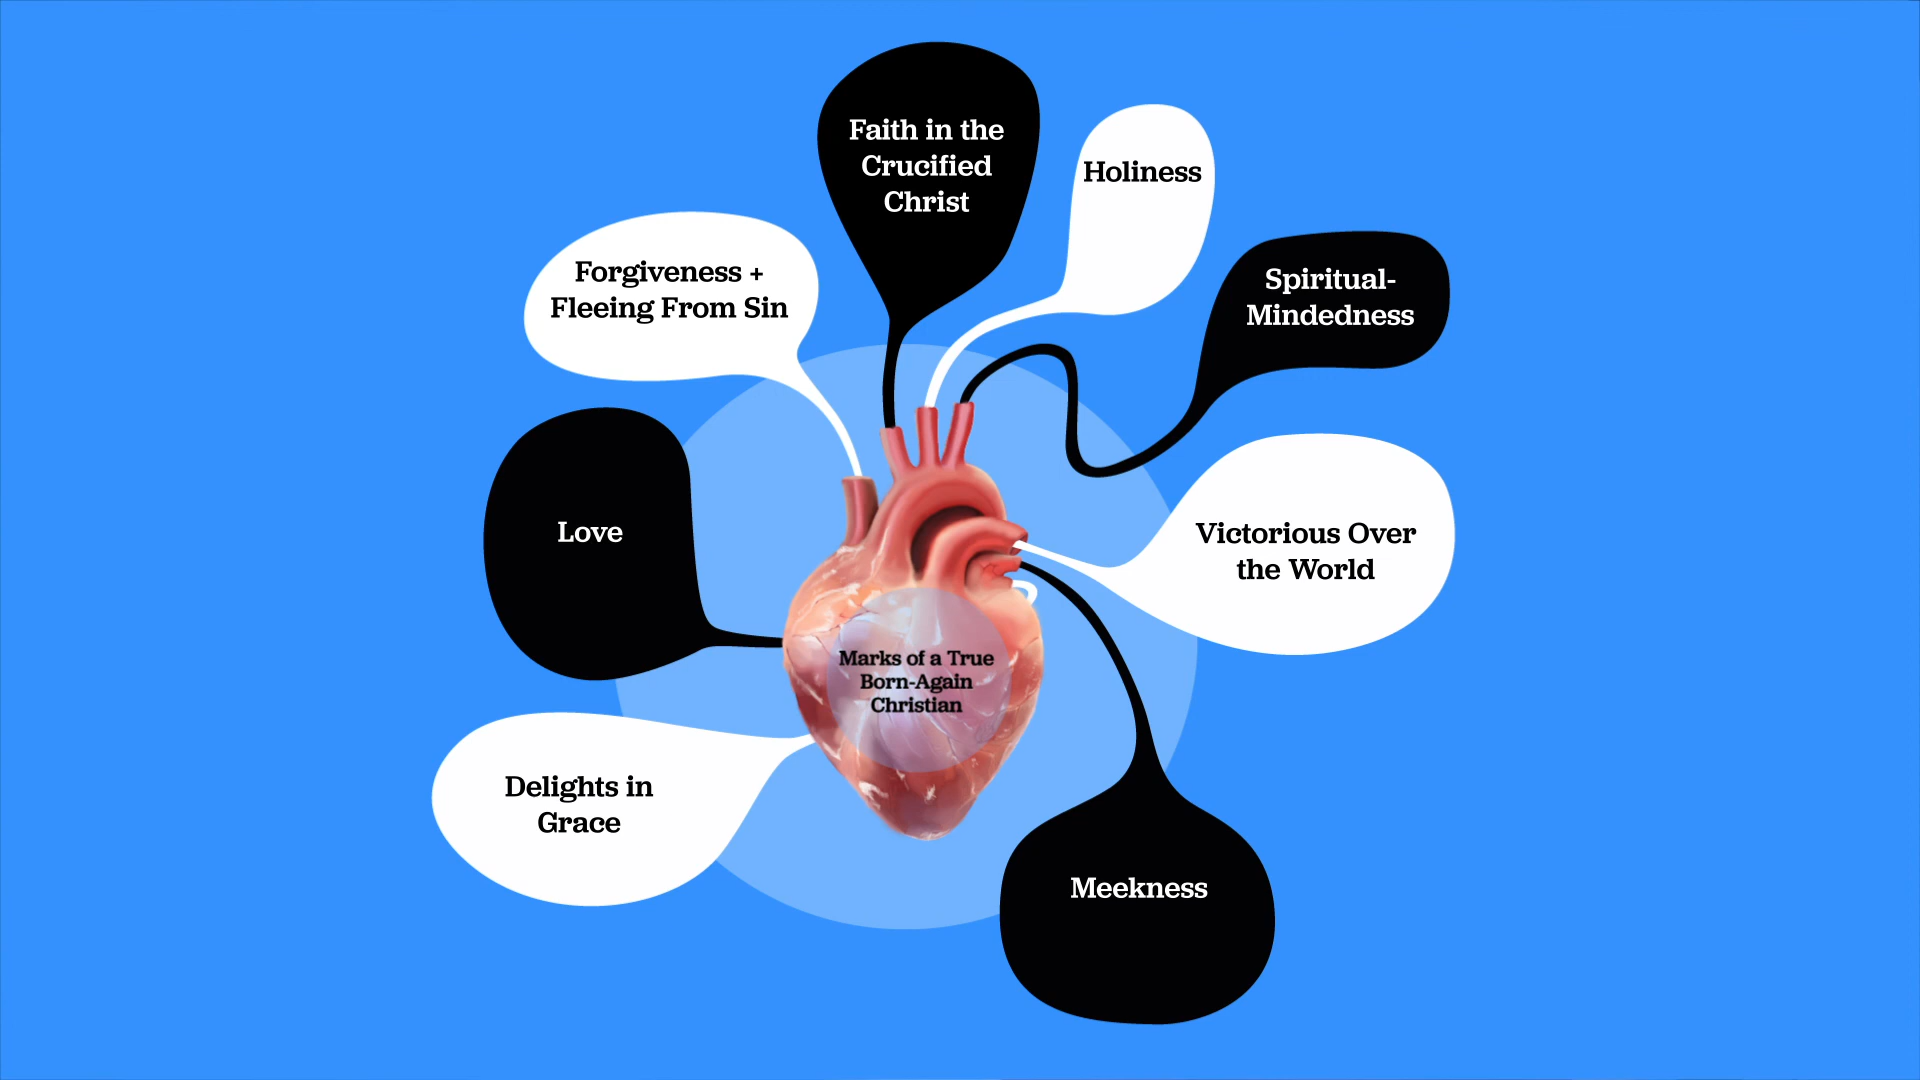 Faith in the
Crucified
Christ
Holiness
Forgiveness +
Fleeing From Sin
Spiritual-
Mindedness
Love
Victorious Over
the World
Marks of a True
Born-Again
Christian
Delights in
Grace
Meekness